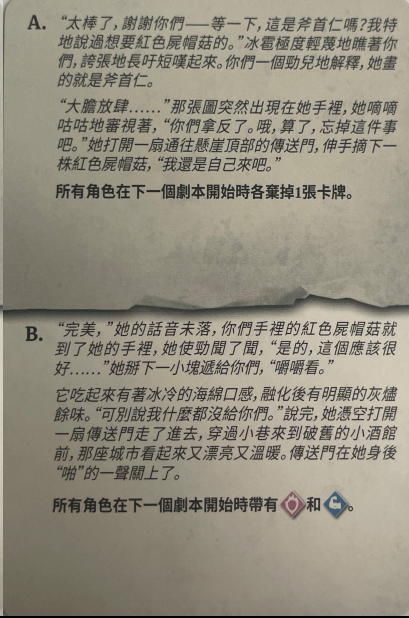 A. “太棒了，謝謝你們——等一下，這是斧首仁嗎？我特
地說過想要紅色屍帽菇的。”冰雹極度輕蔑地瞧著你
們，誇張地長吁短嘆起來。你們一個勁兒地解釋，她畫
的就是斧首仁。
“大膽放肆……”那張圖突然出現在她手裡，她嘀嘀
咕咕地審視著，“你們拿反了。哦，算了，忘掉這件事
吧。”她打開一扇通往懸崖頂部的傳送門，伸手摘下一
株紅色屍帽菇，“我還是自己來吧。”
所有角色在下一個劇本開始時各棄掉1張卡牌。
B. “完美，”她的話音未落，你們手裡的紅色屍帽菇就
到了她的手裡，她使勁聞了聞，“是的，這個應該很
好……”她掰下一小塊遞給你們，“嚼嚼看。”
它吃起來有著冰冷的海綿口感，融化後有明顯的灰燼
餘味。“可別說我什麼都沒給你們。”說完，她憑空打開
一扇傳送門走了進去，穿過小巷來到破舊的小酒館
前，那座城市看起來又漂亮又溫暖。傳送門在她身後
“啪”的一聲關上了。
所有角色在下一個劇本開始時帶有和。